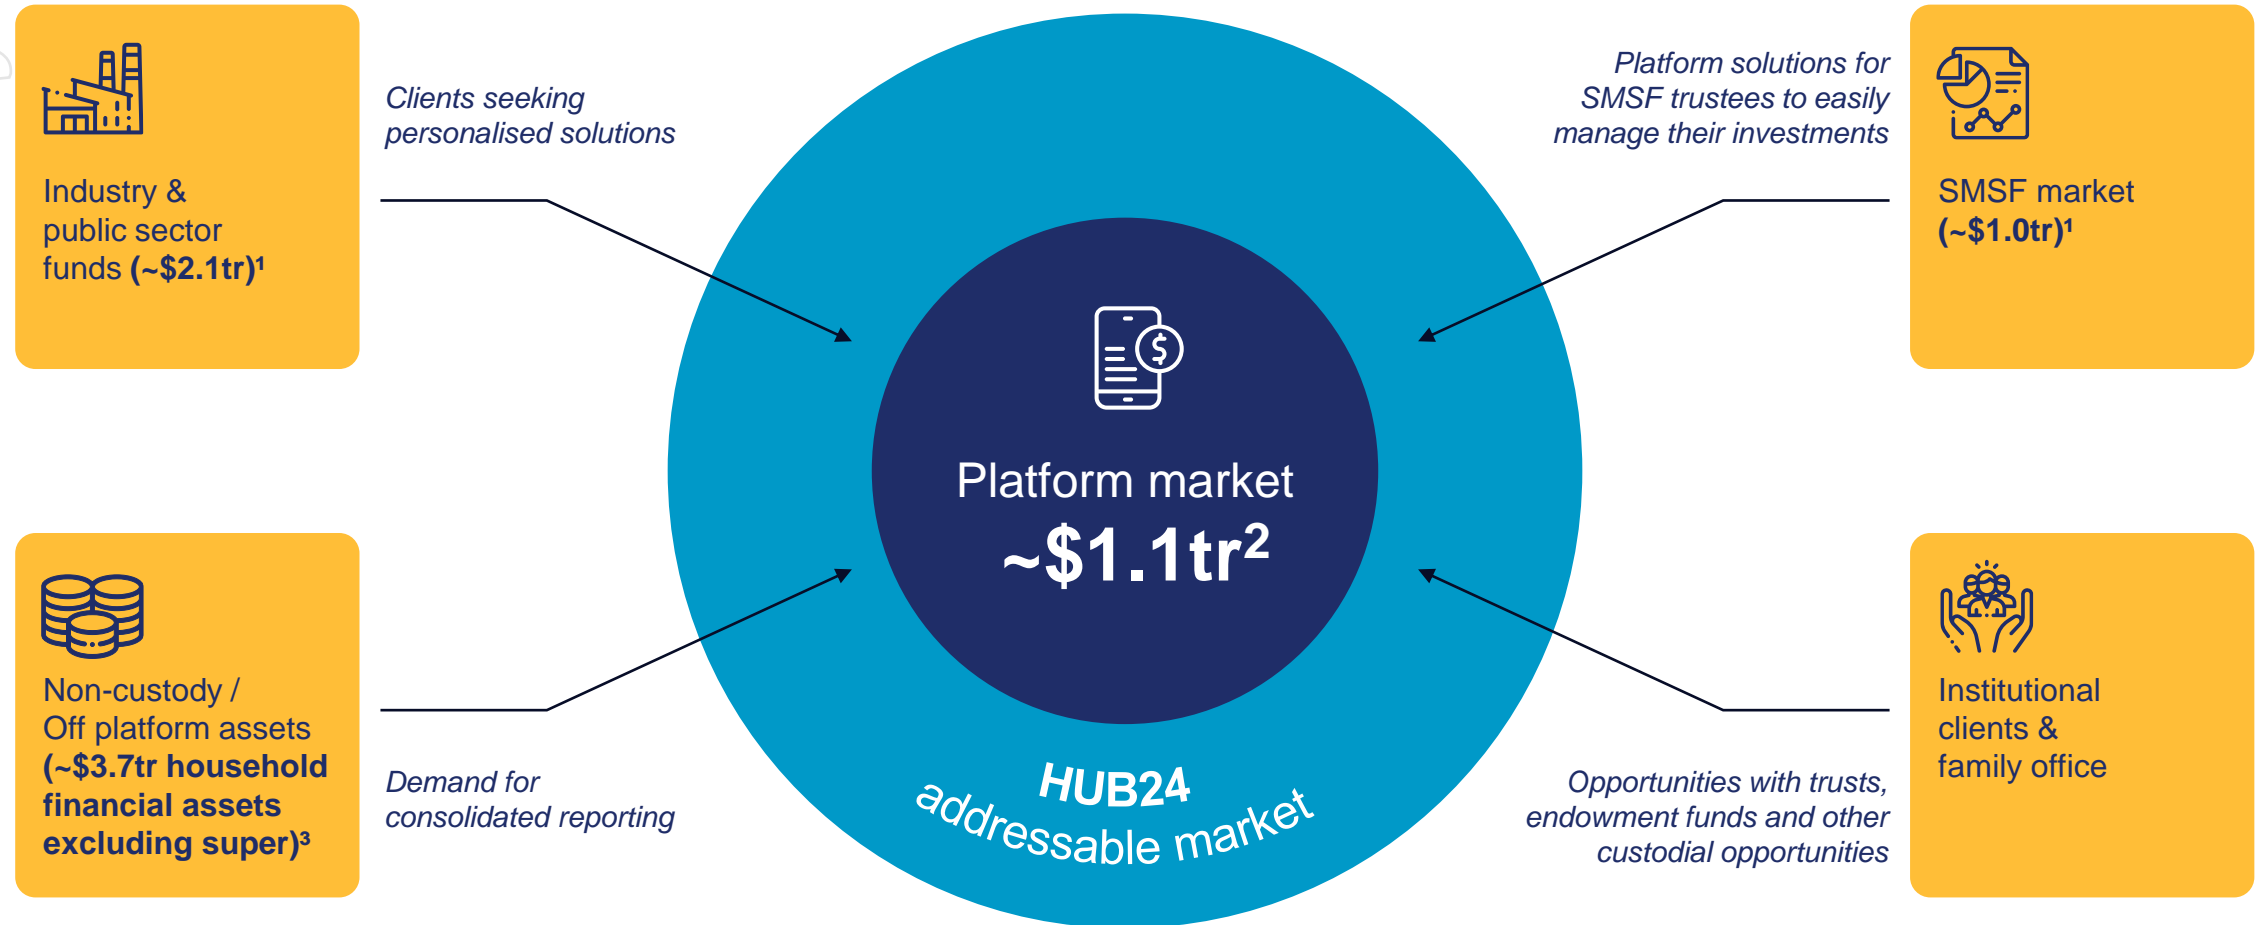 Industry &
public sector
funds (~$2.1tr)¹
Clients seeking
personalised solutions
Platform solutions for
SMSF trustees to easily
manage their investments
SMSF market
(~$1.0tr)¹
$
Platform market
~$1.1tr²
HUB24
addressable market
Non-custody /
Off platform assets
(~$3.7tr household
financial assets
excluding super)³
Demand for
consolidated reporting
Opportunities with trusts,
endowment funds and other
custodial opportunities
Institutional
clients &
family office